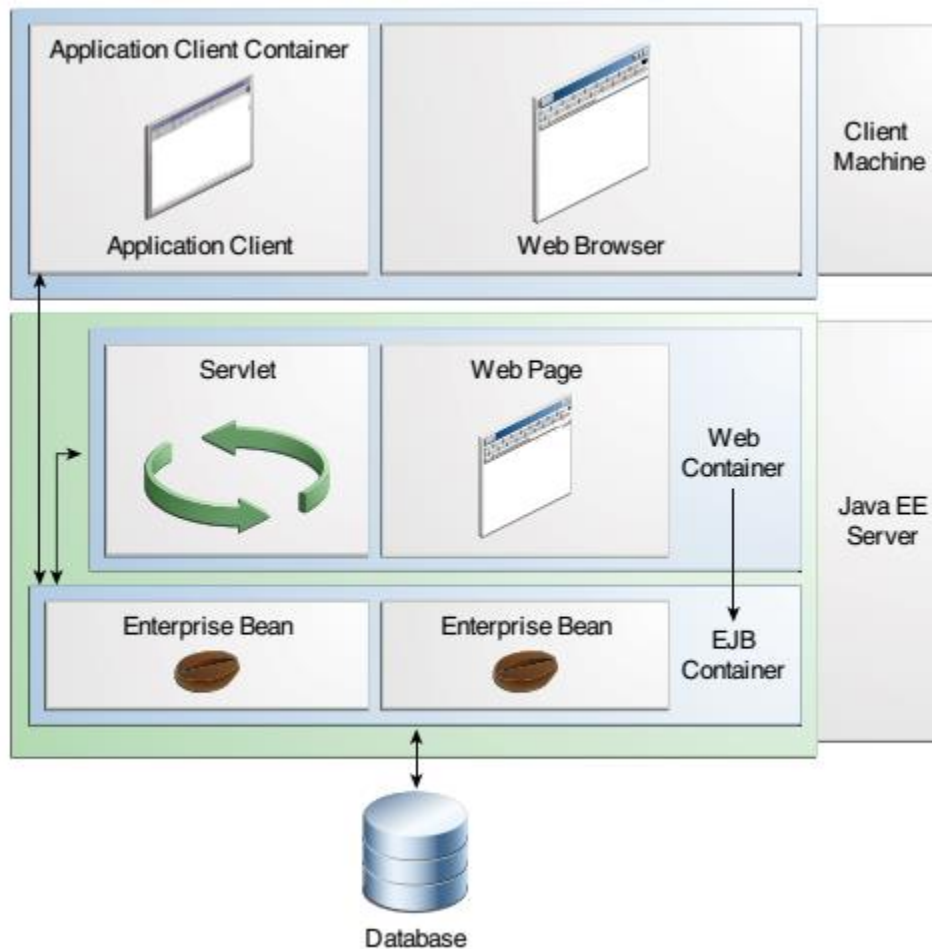 Application Client Container
Application Client
Web Browser
Client
Machine
Servlet
Web Page
Web
Container
Java EE
Server
Enterprise Bean
Enterprise Bean
EJB
Container
Database